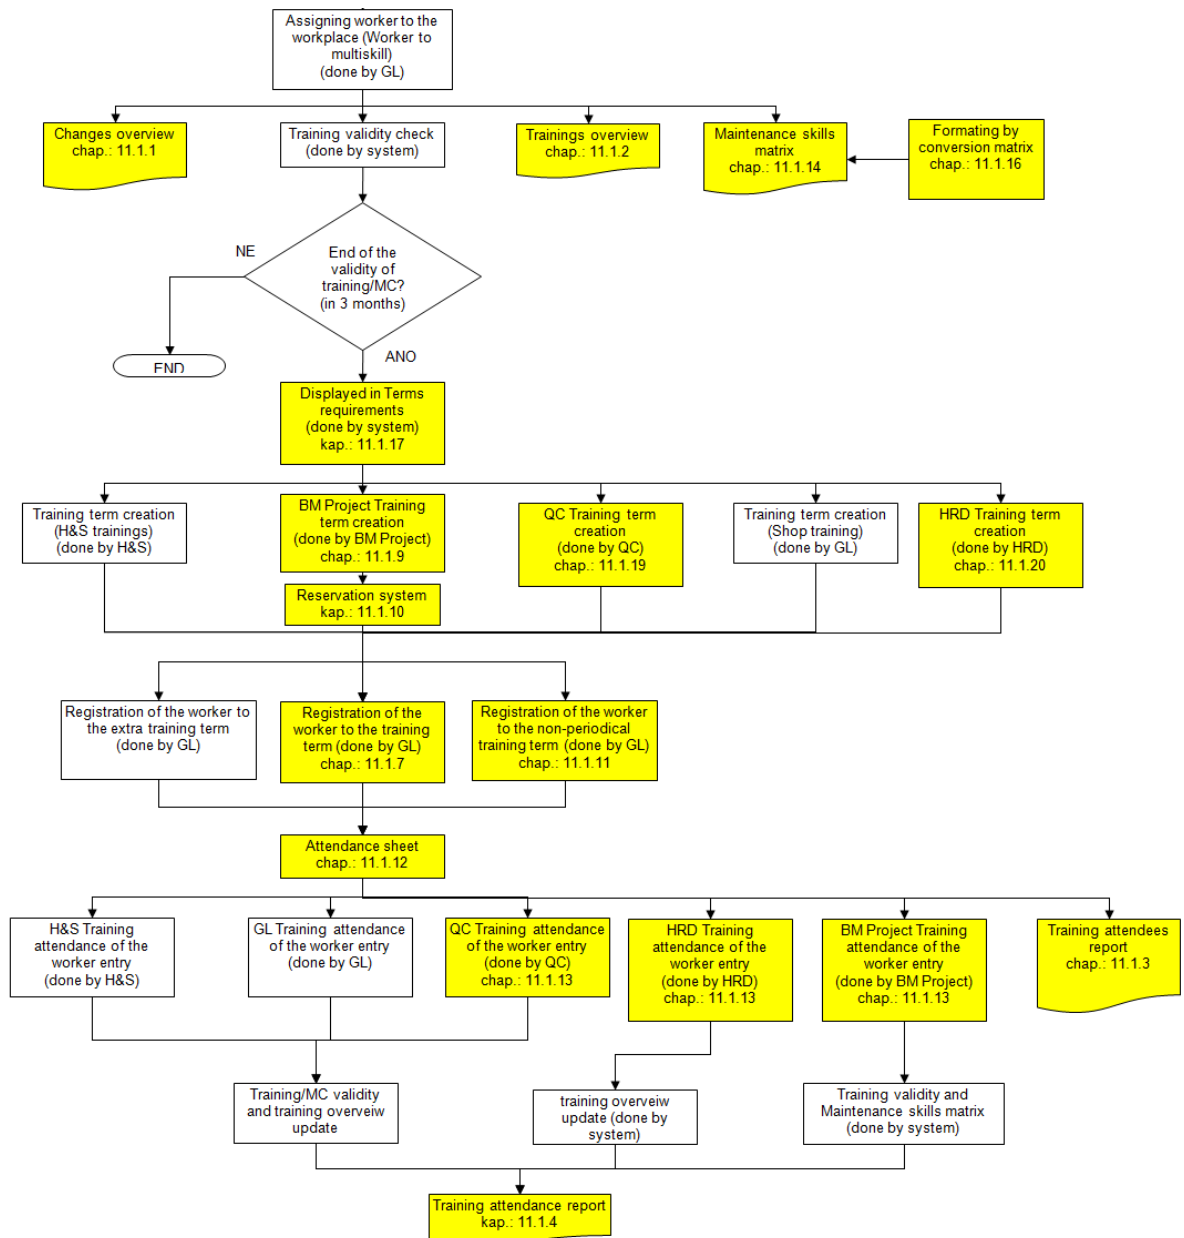 Assigning worker to the
workplace (Worker to
multiskill)
(done by GL)
Changes overview
chap.: 11.1.1
Training validity check
(done by system)
Trainings overview
chap.: 11.1.2
Maintenance skills
matrix
chap.: 11.1.14
Formating by
conversion matrix
chap.: 11.1.16
NE
End of the
validity of
training/MC?
(in 3 months)
END
ANO
Displayed in Terms
requirements
(done by system)
kap.: 11.1.17
Training term creation
(H&S trainings)
(done by H&S)
BM Project Training
term creation
(done by BM Project)
chap.: 11.1.9
QC Training term
creation
(done by QC)
chap.: 11.1.19
Training term creation
(Shop training)
(done by GL)
HRD Training term
creation
(done by HRD)
chap.: 11.1.20
Reservation system
kap.: 11.1.10
Registration of the worker to
the extra training term
(done by GL)
Registration of the
worker to the training
term (done by GL)
chap.: 11.1.7
Registration of the worker
to the non-periodical
training term (done by GL)
chap.: 11.1.11
Attendance sheet
chap.: 11.1.12
H&S Training
attendance of the
worker entry
(done by H&S)
GL Training attendance
of the worker entry
(done by GL)
QC Training attendance
of the worker entry
(done by QC)
chap.: 11.1.13
HRD Training
attendance of the
worker entry
(done by HRD)
chap.: 11.1.13
BM Project Training
attendance of the
worker entry
(done by BM Project)
chap.: 11.1.13
Training attendees
report
chap.: 11.1.3
Training/MC validity
and training overveiw
update
training overveiw
update (done by
system)
Training validity and
Maintenance skills matrix
(done by system)
Training attendance report
kap.: 11.1.4